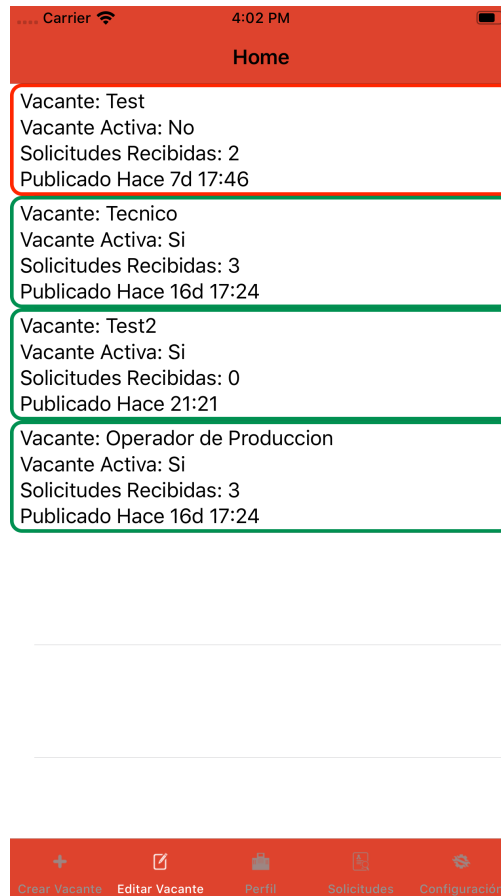 Carrier 4:02 PM
Home
Vacante: Test
Vacante Activa: No
Solicitudes Recibidas: 2
Publicado Hace 7d 17:46
Vacante: Tecnico
Vacante Activa: Si
Solicitudes Recibidas: 3
Publicado Hace 16d 17:24
Vacante: Test2
Vacante Activa: Si
Solicitudes Recibidas: 0
Publicado Hace 21:21
Vacante: Operador de Produccion
Vacante Activa: Si
Solicitudes Recibidas: 3
Publicado Hace 16d 17:24
Crear Vacante Editar Vacante Perfil Solicitudes Configuración